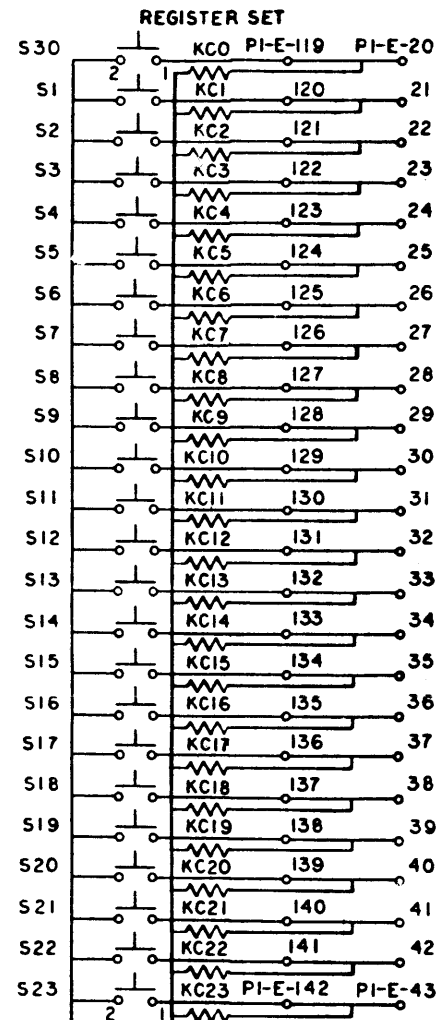 REGISTER SET
S30 KC0 P1-E-119 P1-E-20
2 1
S1 KC1 120 21
S2 KC2 121 22
S3 KC3 122 23
S4 KC4 123 24
S5 KC5 124 25
S6 KC6 125 26
S7 KC7 126 27
S8 KC8 127 28
S9 KC9 128 29
S10 KC10 129 30
S11 KC11 130 31
S12 KC12 131 32
S13 KC13 132 33
S14 KC14 133 34
S15 KC15 134 35
S16 KC16 135 36
S17 KC17 136 37
S18 KC18 137 38
S19 KC19 138 39
S20 KC20 139 40
S21 KC21 140 41
S22 KC22 141 42
S23 KC23 P1-E-142 P1-E-43
2 1